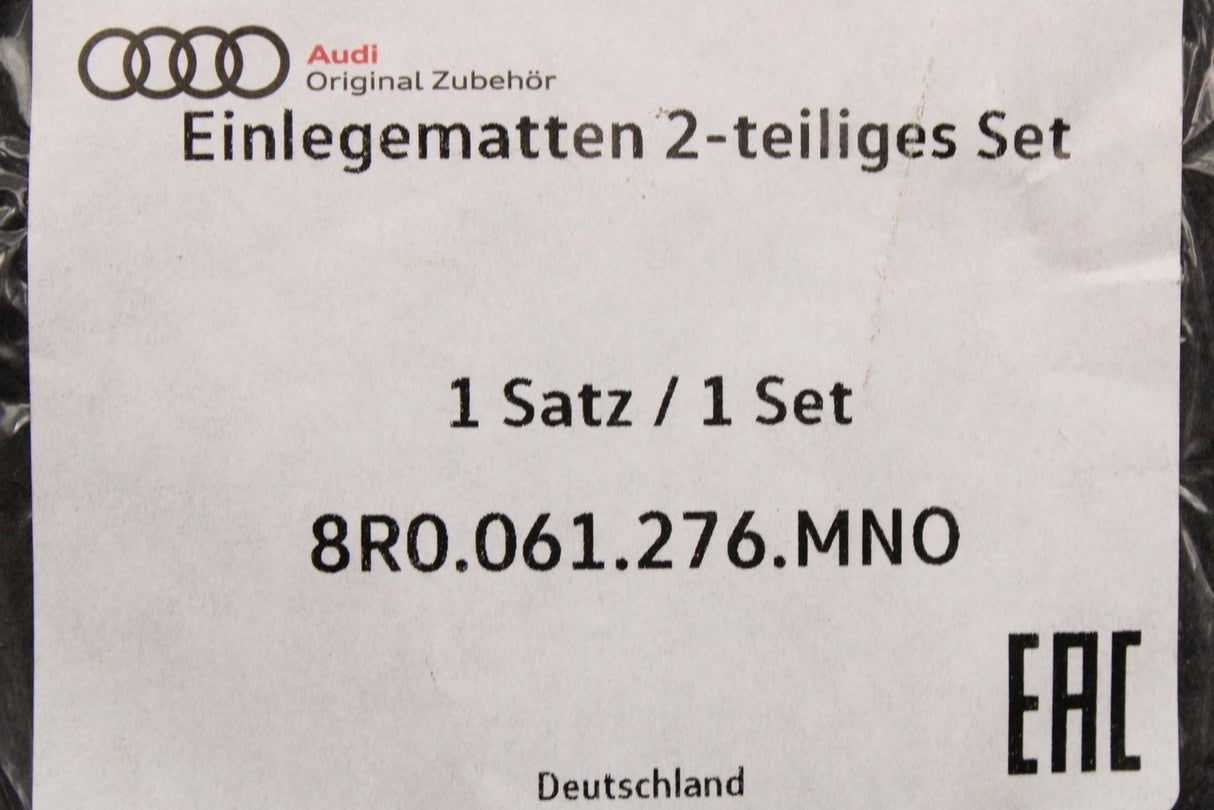 Audi
Original Zubehör
Einlegematten 2-teiliges Set
1 Satz / 1 Set
8R0.061.276.MNO
EAC
Deutschland